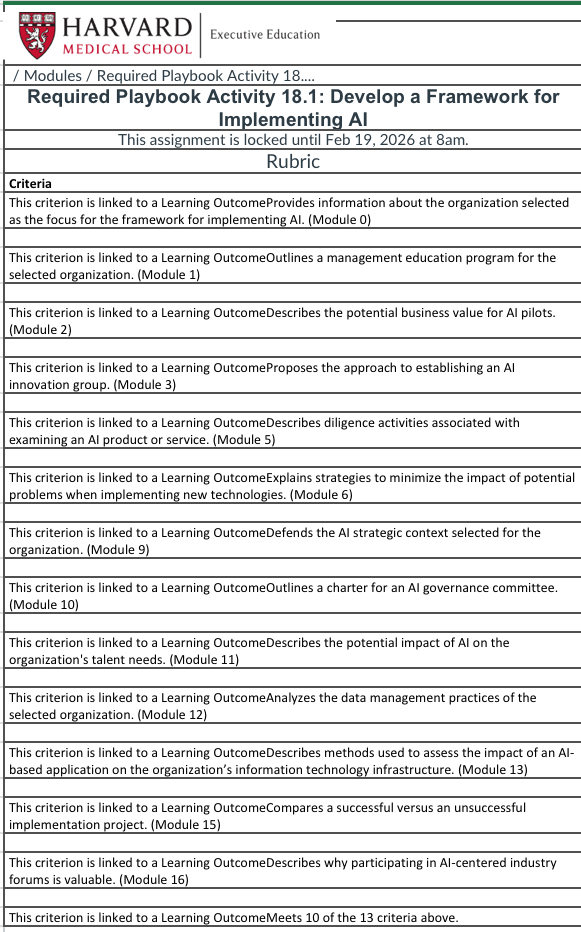 HARVARD
MEDICAL SCHOOL
Executive Education
/ Modules / Required Playbook Activity 18....
Required Playbook Activity 18.1: Develop a Framework for
Implementing AI
This assignment is locked until Feb 19, 2026 at 8am.
Rubric
Criteria
This criterion is linked to a Learning OutcomeProvides information about the organization selected
as the focus for the framework for implementing AI. (Module 0)
This criterion is linked to a Learning OutcomeOutlines a management education program for the
selected organization. (Module 1)
This criterion is linked to a Learning OutcomeDescribes the potential business value for AI pilots.
(Module 2)
This criterion is linked to a Learning OutcomeProposes the approach to establishing an AI
innovation group. (Module 3)
This criterion is linked to a Learning OutcomeDescribes diligence activities associated with
examining an AI product or service. (Module 5)
This criterion is linked to a Learning OutcomeExplains strategies to minimize the impact of potential
problems when implementing new technologies. (Module 6)
This criterion is linked to a Learning OutcomeDefends the AI strategic context selected for the
organization. (Module 9)
This criterion is linked to a Learning OutcomeOutlines a charter for an AI governance committee.
(Module 10)
This criterion is linked to a Learning OutcomeDescribes the potential impact of AI on the
organization's talent needs. (Module 11)
This criterion is linked to a Learning OutcomeAnalyzes the data management practices of the
selected organization. (Module 12)
This criterion is linked to a Learning OutcomeDescribes methods used to assess the impact of an AI-
based application on the organization’s information technology infrastructure. (Module 13)
This criterion is linked to a Learning OutcomeCompares a successful versus an unsuccessful
implementation project. (Module 15)
This criterion is linked to a Learning OutcomeDescribes why participating in AI-centered industry
forums is valuable. (Module 16)
This criterion is linked to a Learning OutcomeMeets 10 of the 13 criteria above.